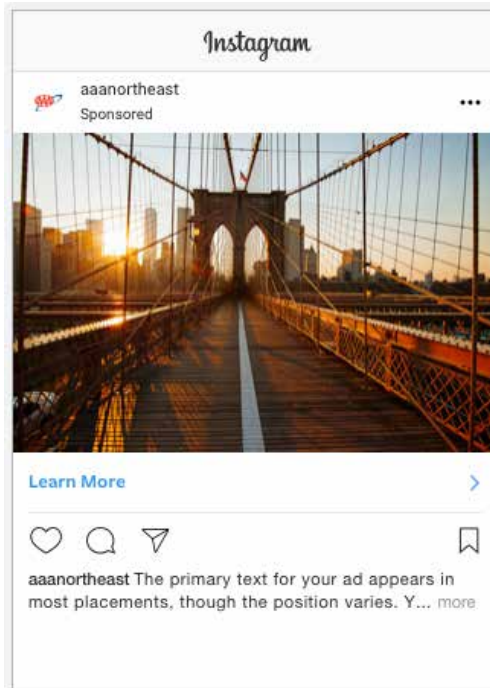 Instagram
aaanortheast
Sponsored
Learn More
aaanortheast The primary text for your ad appears in
most placements, though the position varies. Y... more